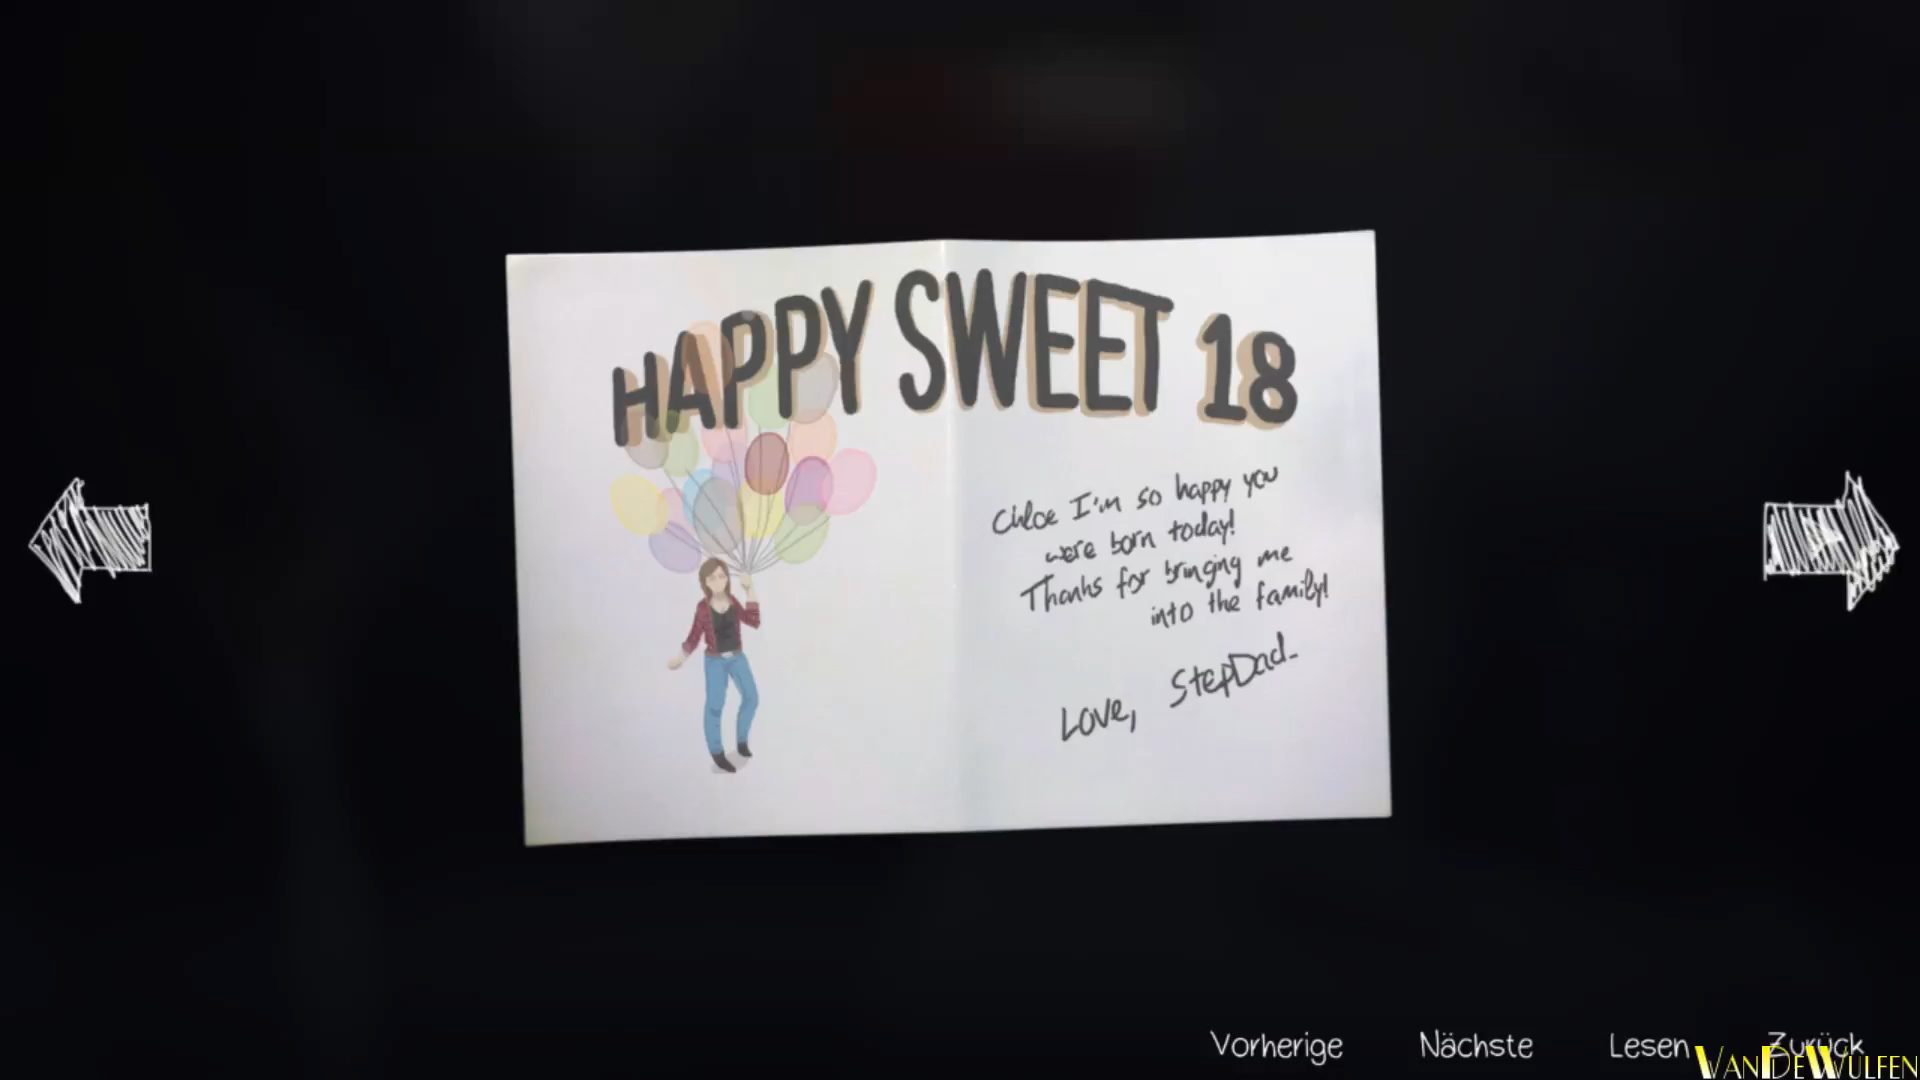 HAPPY SWEET 18
Chloe I'm so happy you
were born today!
Thanks for bringing me
into the family!
Love, StepDad-
Vorherige Nächste Lesen Zurück
VANDEWULFEN